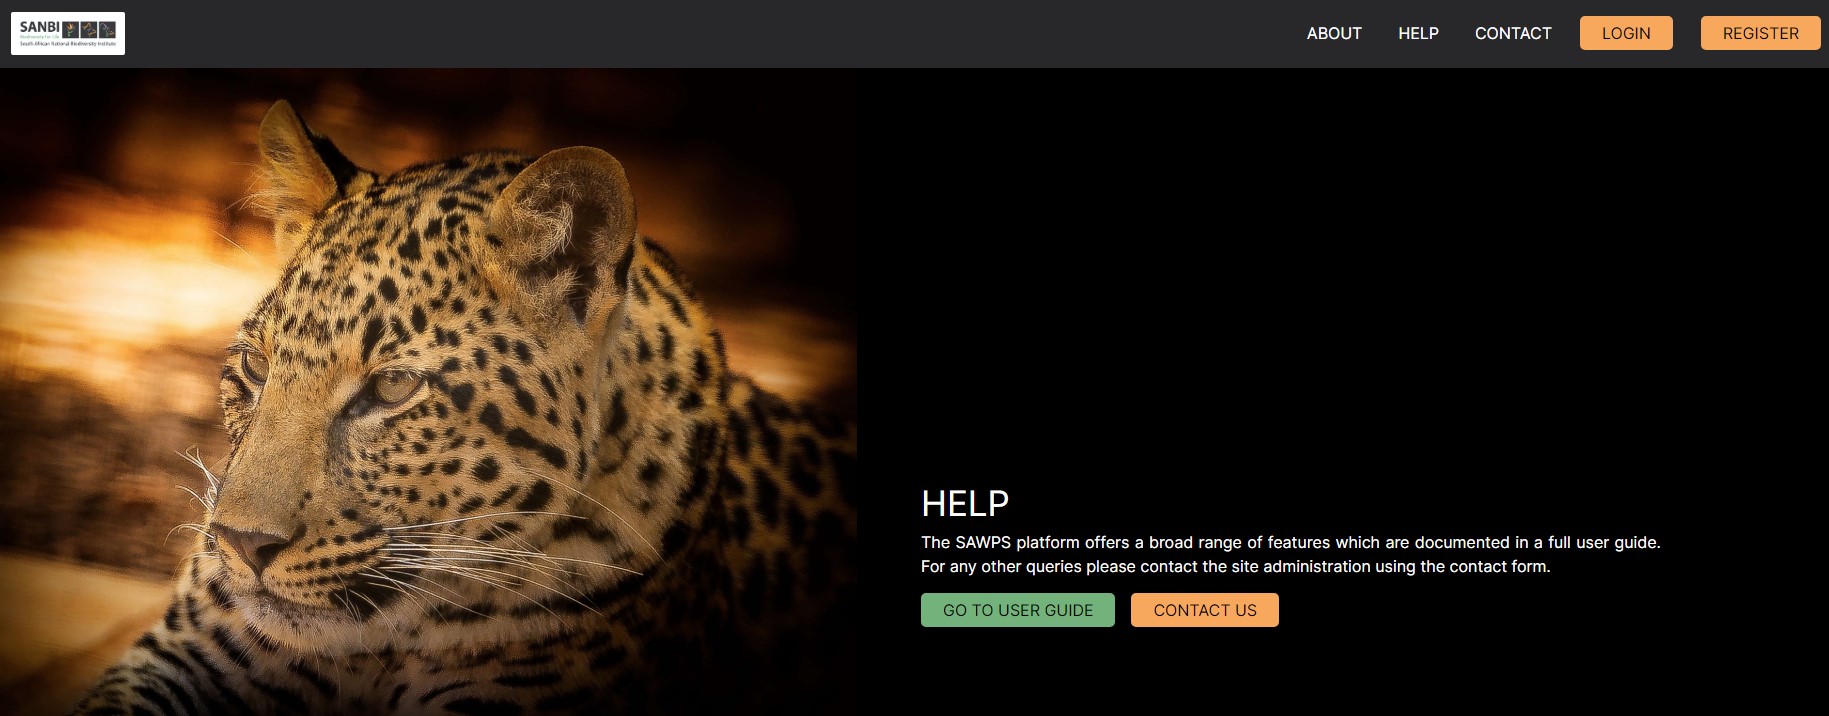 SANBI
Biodiversity for Life
South African National Biodiversity Institute
ABOUT
HELP
CONTACT
LOGIN
REGISTER
HELP
The SAWPS platform offers a broad range of features which are documented in a full user guide.
For any other queries please contact the site administration using the contact form.
GO TO USER GUIDE
CONTACT US